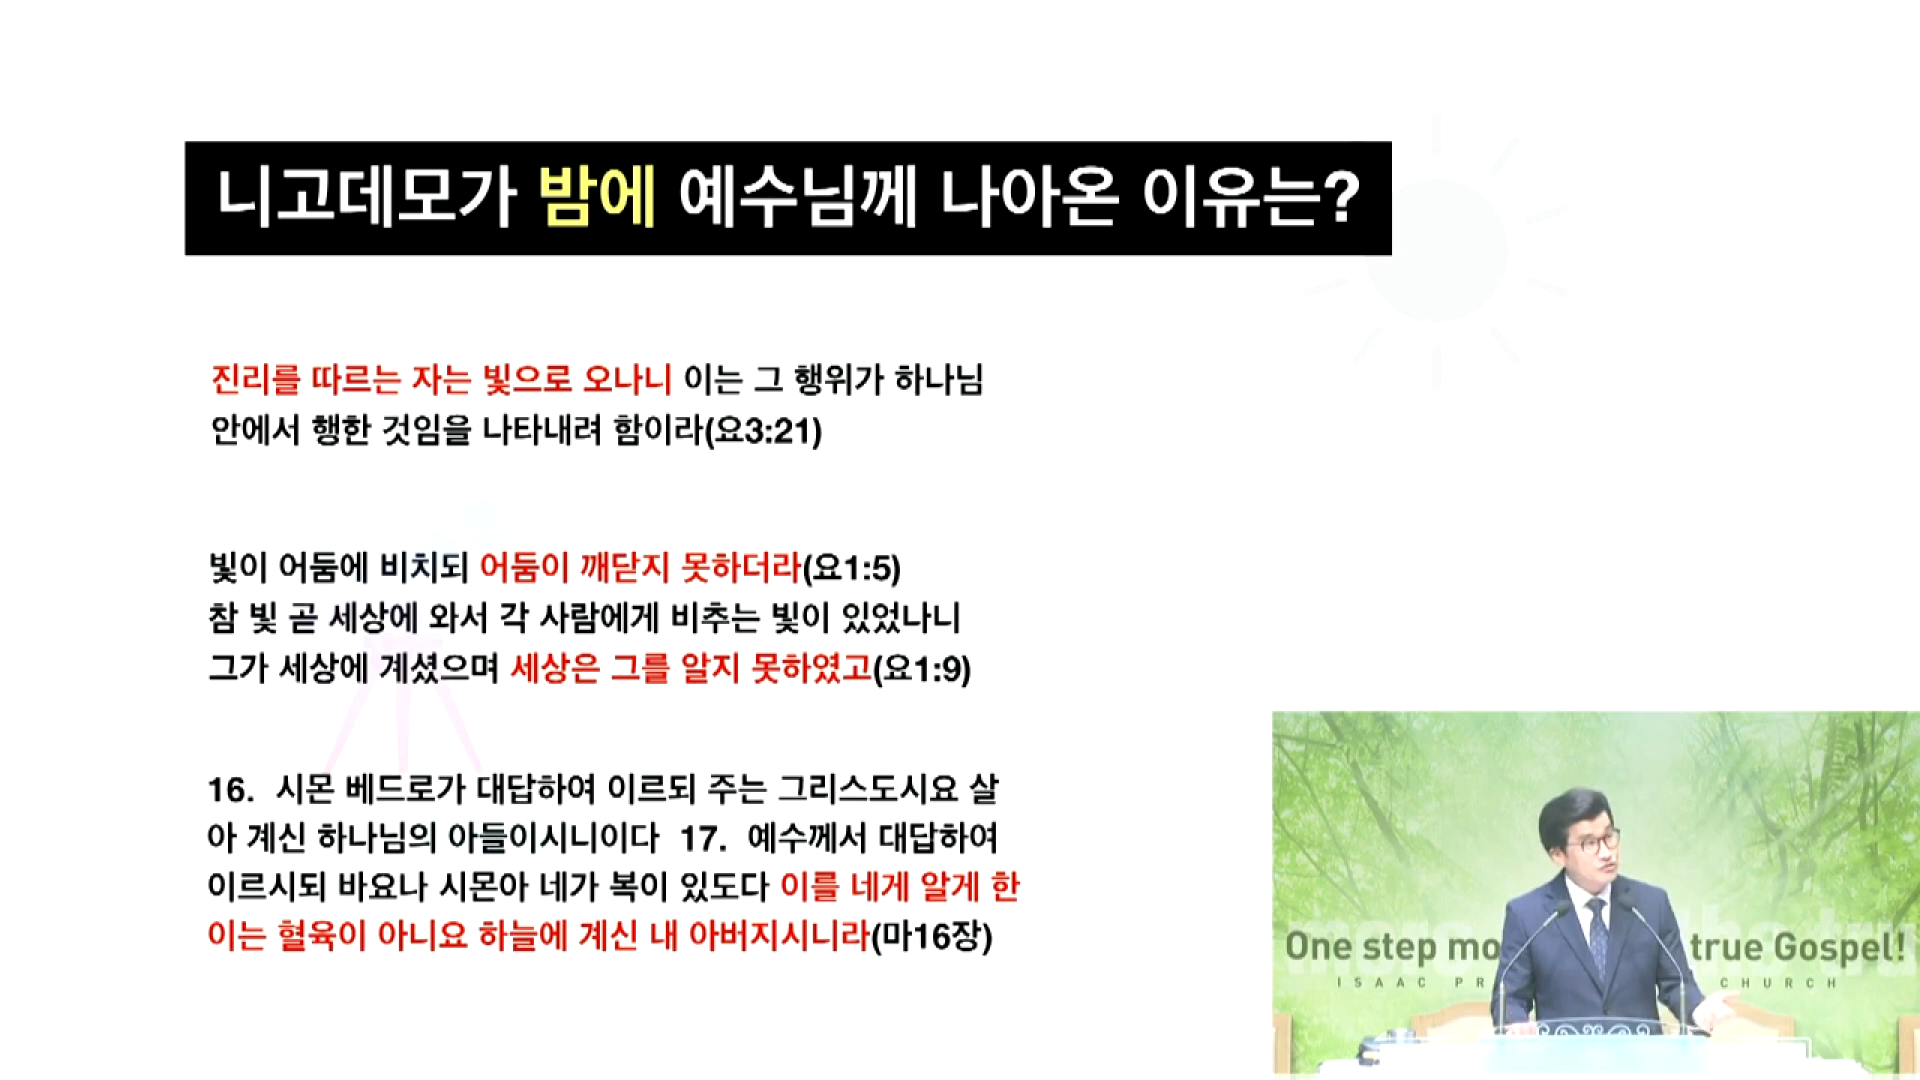 니고데모가 밤에 예수님께 나아온 이유는?
진리를 따르는 자는 빛으로 오나니 이는 그 행위가 하나님
안에서 행한 것임을 나타내려 함이라(요3:21)
빛이 어둠에 비치되 어둠이 깨닫지 못하더라(요1:5)
참 빛 곧 세상에 와서 각 사람에게 비추는 빛이 있었나니
그가 세상에 계셨으며 세상은 그를 알지 못하였고(요1:9)
16. 시몬 베드로가 대답하여 이르되 주는 그리스도시요 살
아 계신 하나님의 아들이시니이다 17. 예수께서 대답하여
이르시되 바요나 시몬아 네가 복이 있도다 이를 네게 알게 한
이는 혈육이 아니요 하늘에 계신 내 아버지시니라(마16장)
One step mo true Gospel!
ISAAC PR CHURCH